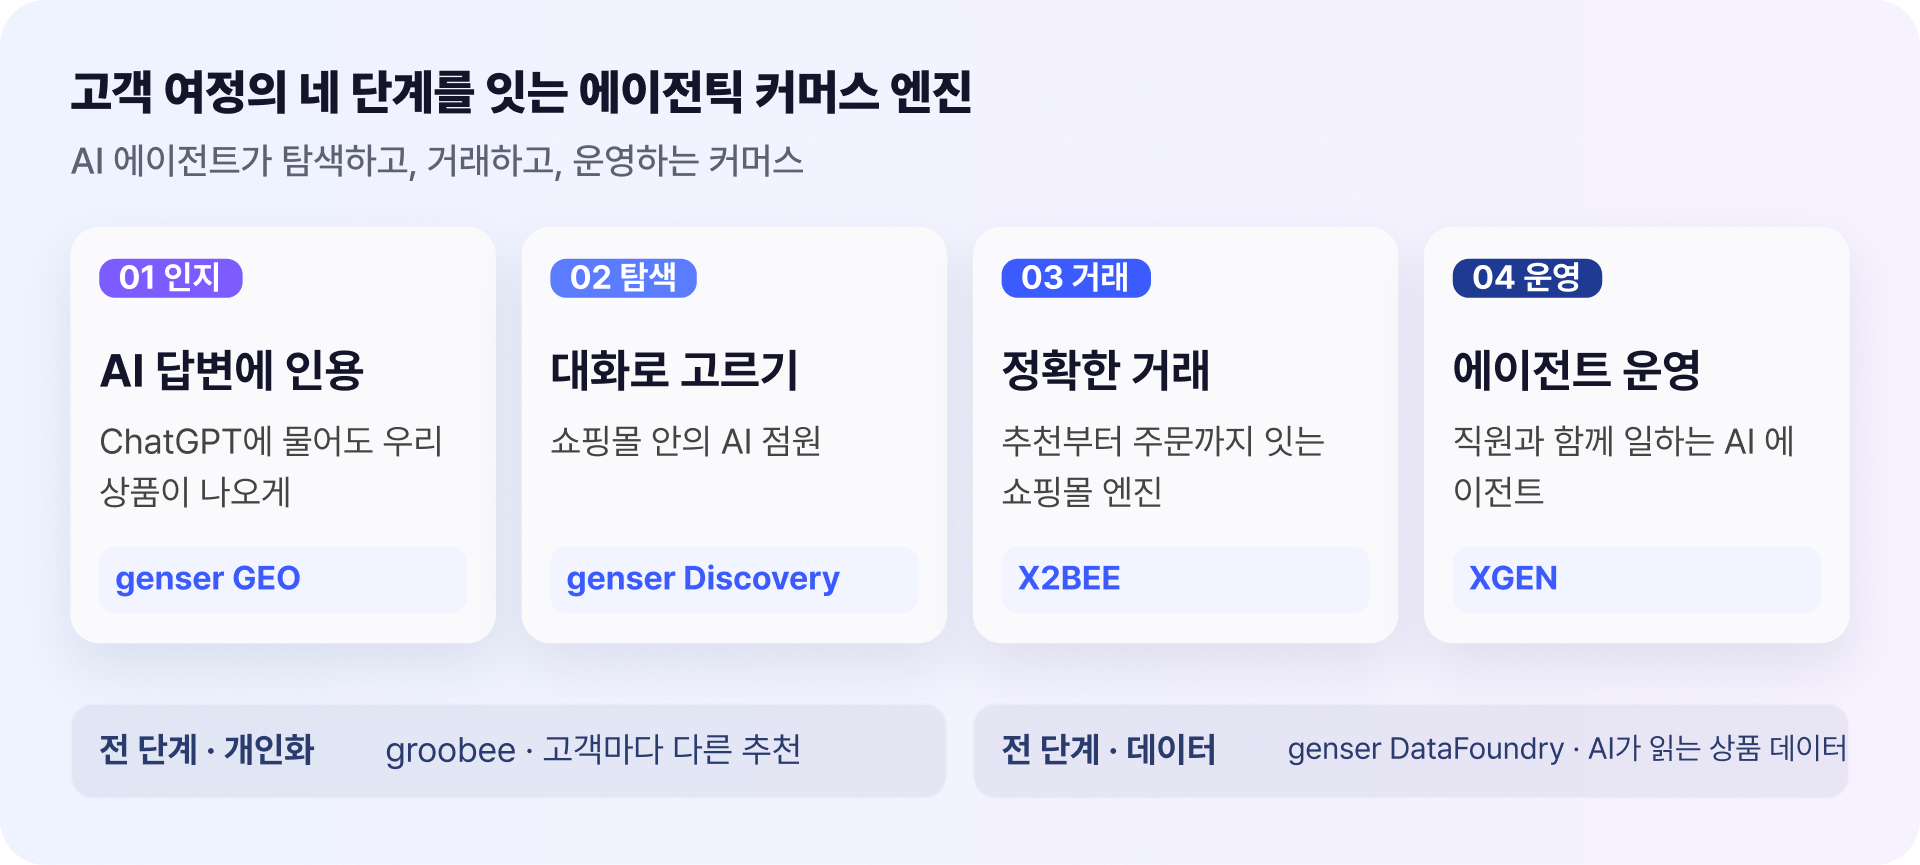 고객 여정의 네 단계를 잇는 에이전틱 커머스 엔진
AI 에이전트가 탐색하고, 거래하고, 운영하는 커머스
01 인지
AI 답변에 인용
ChatGPT에 물어도 우리
상품이 나오게
genser GEO
02 탐색
대화로 고르기
쇼핑몰 안의 AI 점원
genser Discovery
03 거래
정확한 거래
추천부터 주문까지 잇는
쇼핑몰 엔진
X2BEE
04 운영
에이전트 운영
직원과 함께 일하는 AI 에
이전트
XGEN
전 단계 · 개인화 groobee · 고객마다 다른 추천
전 단계 · 데이터 genser DataFoundry · AI가 읽는 상품 데이터